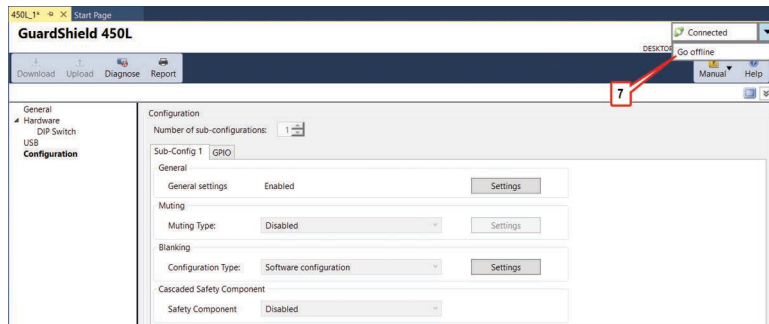 450L_1* Start Page
GuardShield 450L
Connected
DESKTO
Go offline
Download Upload Diagnose Report
Manual Help
7
General
Hardware
DIP Switch
USB
Configuration
Configuration
Number of sub-configurations: 1
Sub-Config 1 GPIO
General
General settings Enabled Settings
Muting
Muting Type: Disabled Settings
Blanking
Configuration Type: Software configuration Settings
Cascaded Safety Component
Safety Component Disabled